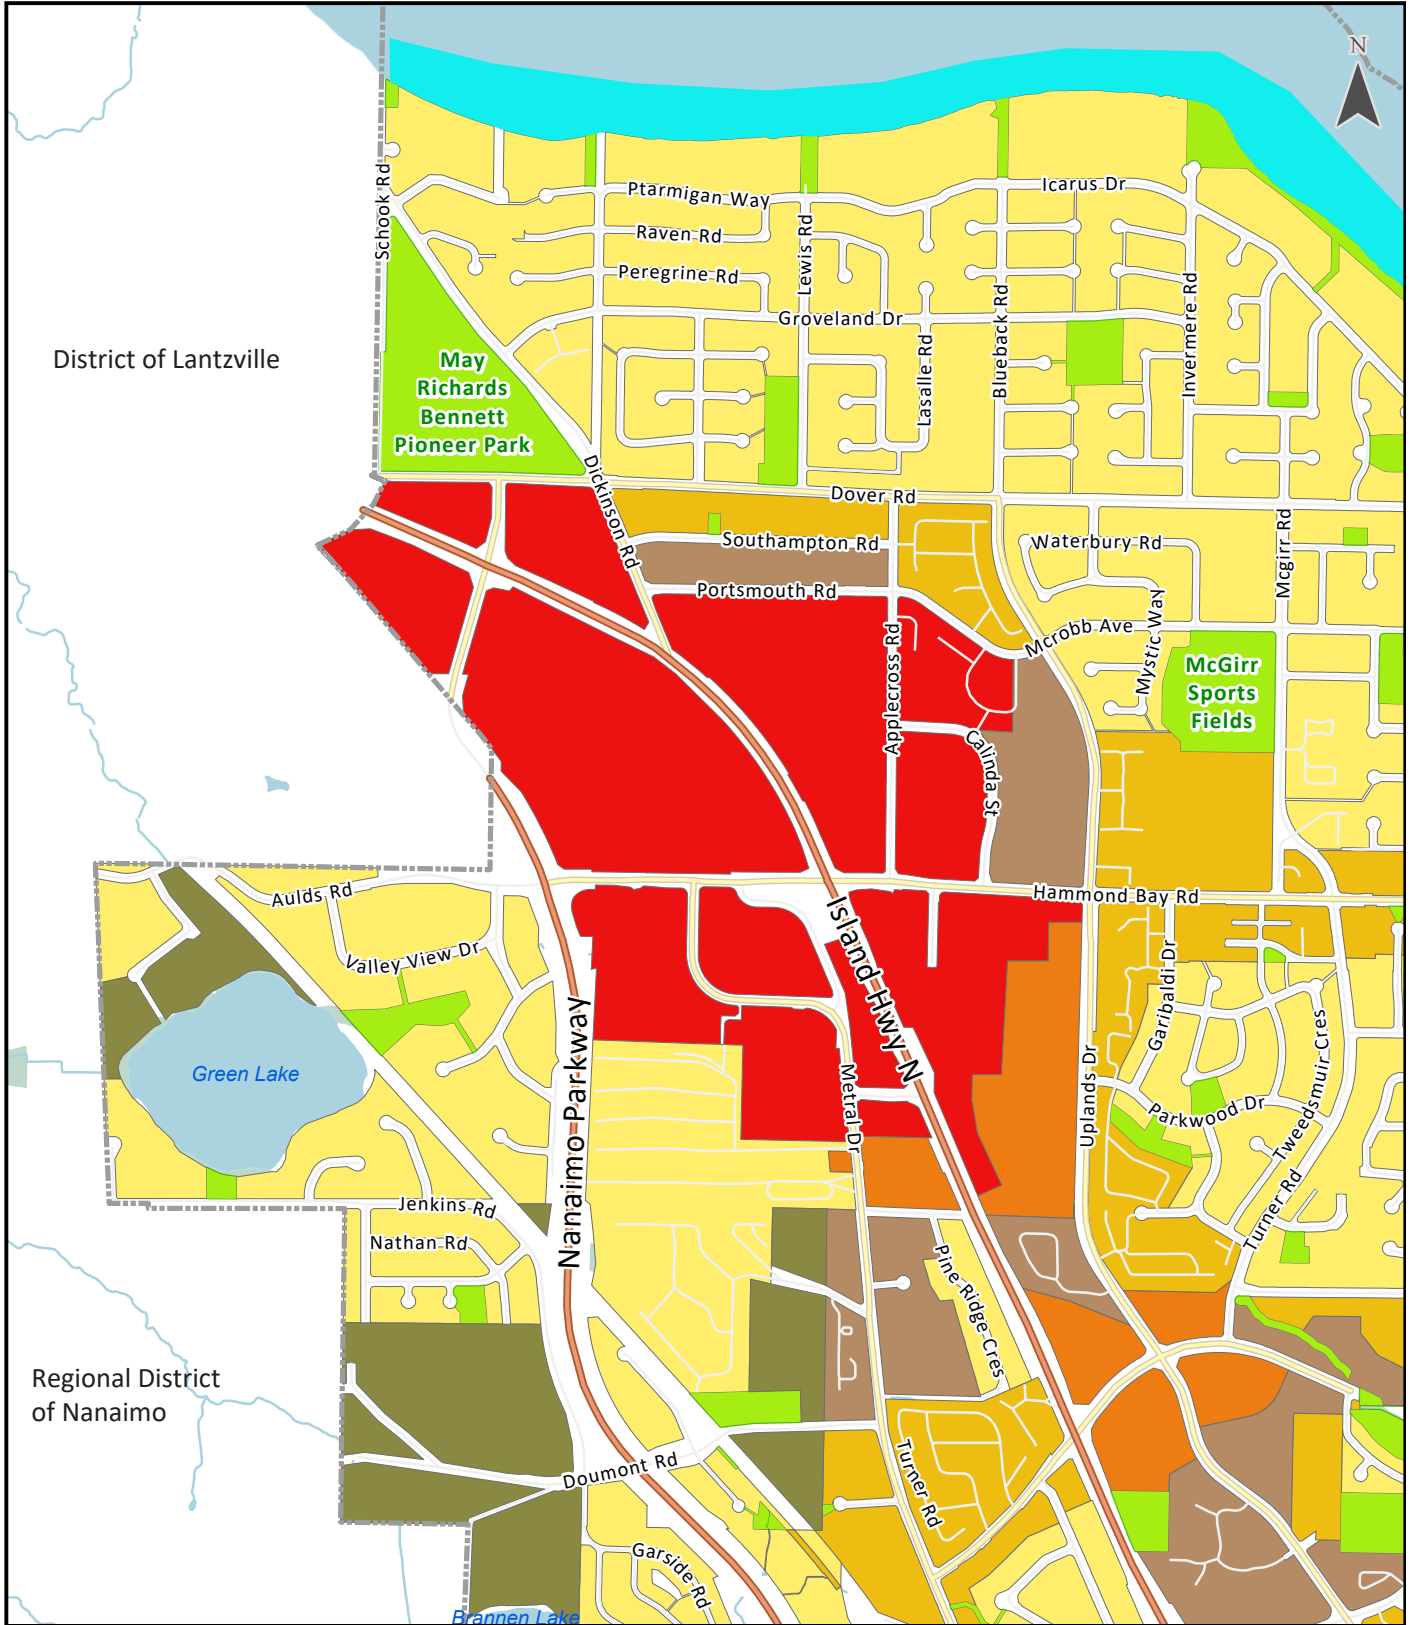 N
Schook Rd
Ptarmigan Way
Icarus Dr
Raven Rd
Lewis Rd
Peregrine Rd
Groveland Dr
Blueback Rd
Invermere Rd
Lasalle Rd
District of Lantzville
May
Richards
Bennett
Pioneer Park
Dickinson Rd
Dover Rd
Southampton Rd
Waterbury Rd
Mcgirr Rd
Portsmouth Rd
Mcrobb Ave
Mystic Way
Applecross Rd
McGirr
Sports
Fields
Calinda St
Aulds Rd
Hammond Bay Rd
Valley View Dr
Island Hwy N
Garibaldi Dr
Nanaimo Parkway
Green Lake
Metral Dr
Uplands Dr
Parkwood Dr
Tweedsmuir Cres
Jenkins Rd
Turner Rd
Nathan Rd
Pine Ridge Cres
Regional District
of Nanaimo
Doumont Rd
Turner Rd
Garside Rd
Brannen Lake